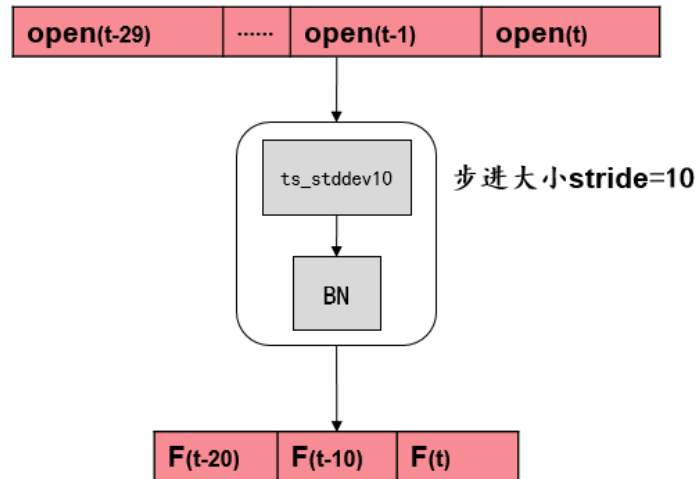 open(t-29) ...... open(t-1) open(t)
ts_stddev10
步进大小stride=10
BN
F(t-20) F(t-10) F(t)